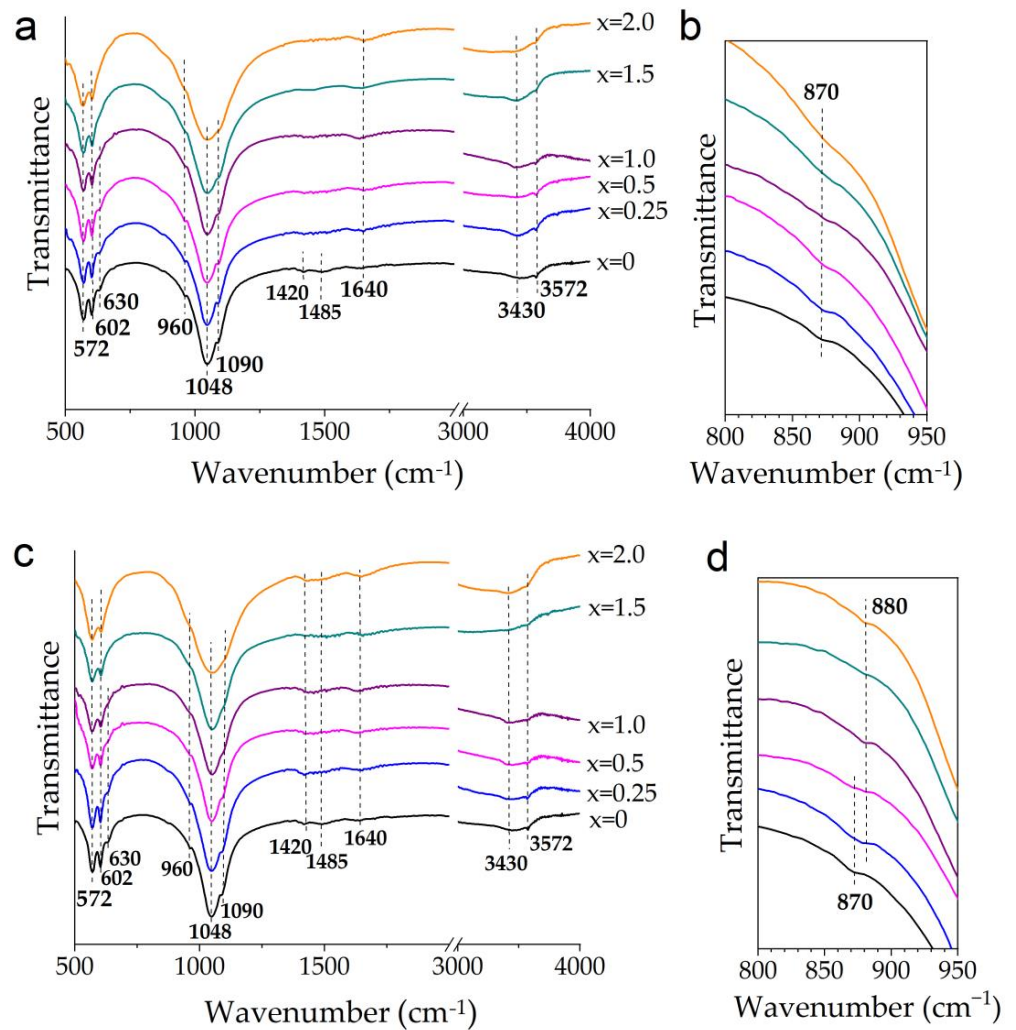 a
x=2.0
x=1.5
x=1.0
x=0.5
x=0.25
x=0
Transmittance
630
602
572
960
1048
1090
1420
1485
1640
3430
3572
500 1000 1500 3000 4000
Wavenumber (cm-1)
b
870
Transmittance
800 850 900 950
Wavenumber (cm-1)
c
x=2.0
x=1.5
x=1.0
x=0.5
x=0.25
x=0
Transmittance
630
602
572
960
1048
1090
1420
1485
1640
3430
3572
500 1000 1500 3000 4000
Wavenumber (cm-1)
d
880
870
Transmittance
800 850 900 950
Wavenumber (cm−1)